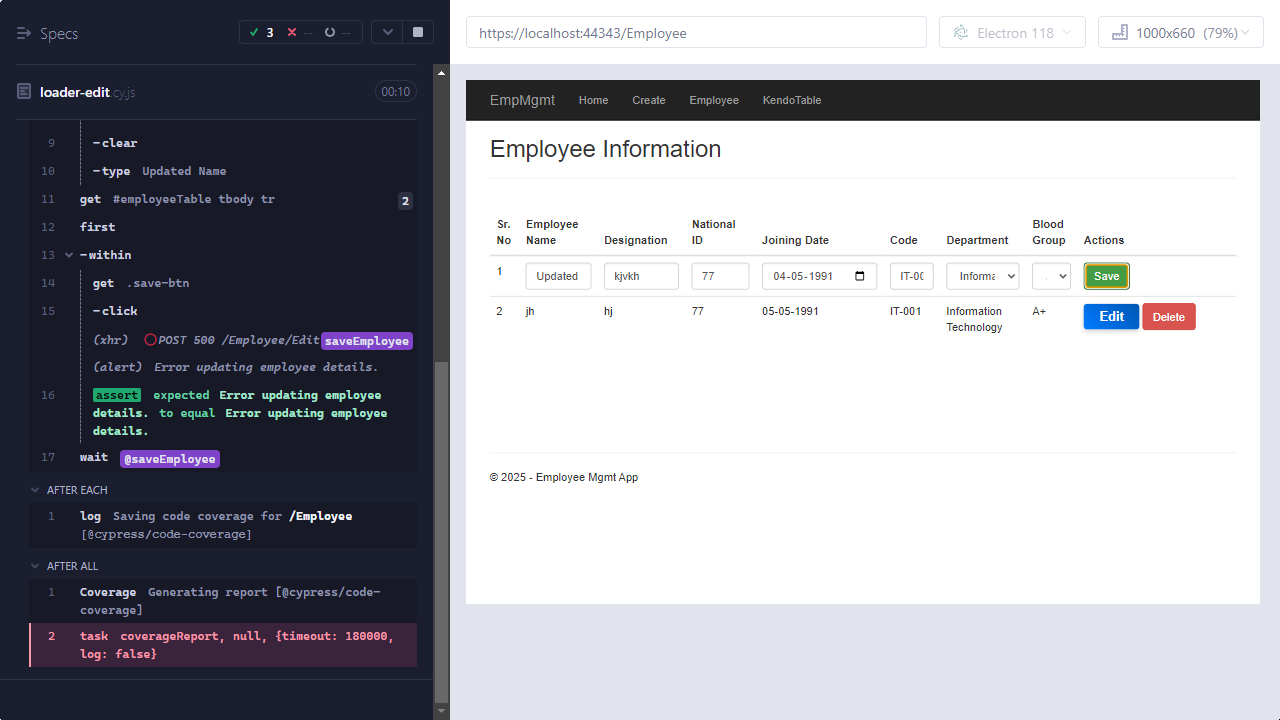 Specs
3
--
--
https://localhost:44343/Employee
Electron 118
1000x660 (79%)
loader-edit.cy.js
00:10
9 -clear
10 -type Updated Name
11 get #employeeTable tbody tr 2
12 first
13 -within
14 get .save-btn
15 -click
(xhr) POST 500 /Employee/Edit saveEmployee
(alert) Error updating employee details.
16 assert expected Error updating employee
details. to equal Error updating employee
details.
17 wait @saveEmployee
AFTER EACH
1 log Saving code coverage for /Employee
[@cypress/code-coverage]
AFTER ALL
1 Coverage Generating report [@cypress/code-
coverage]
2 task coverageReport, null, {timeout: 180000,
log: false}
EmpMgmt Home Create Employee KendoTable
Employee Information
Sr. No Employee Name Designation National ID Joining Date Code Department Blood Group Actions
1 Updated kjvkh 77 04-05-1991 Save
2 jh hj 77 05-05-1991 IT-001 Information Technology A+ Edit Delete
© 2025 - Employee Mgmt App